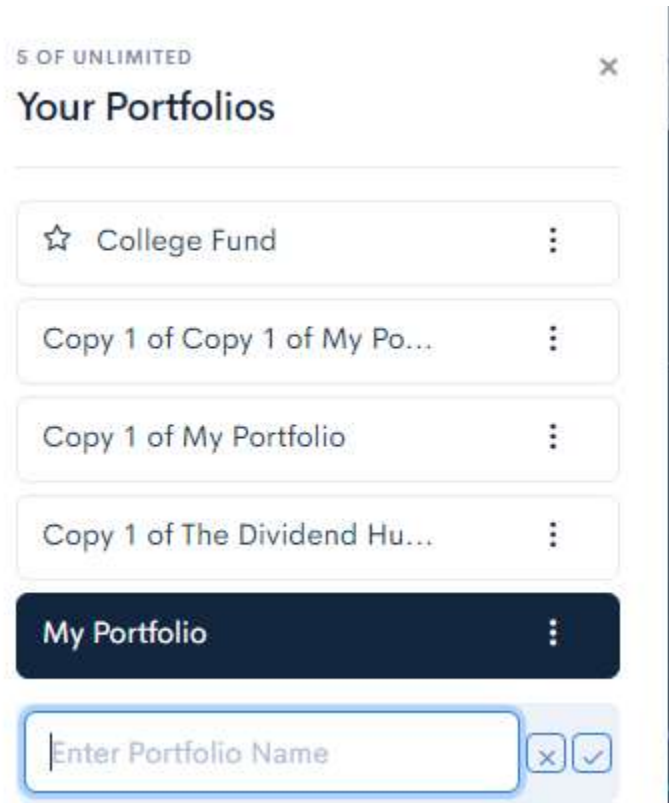 5 OF UNLIMITED
Your Portfolios
College Fund
Copy 1 of Copy 1 of My Po...
Copy 1 of My Portfolio
Copy 1 of The Dividend Hu...
My Portfolio
Enter Portfolio Name